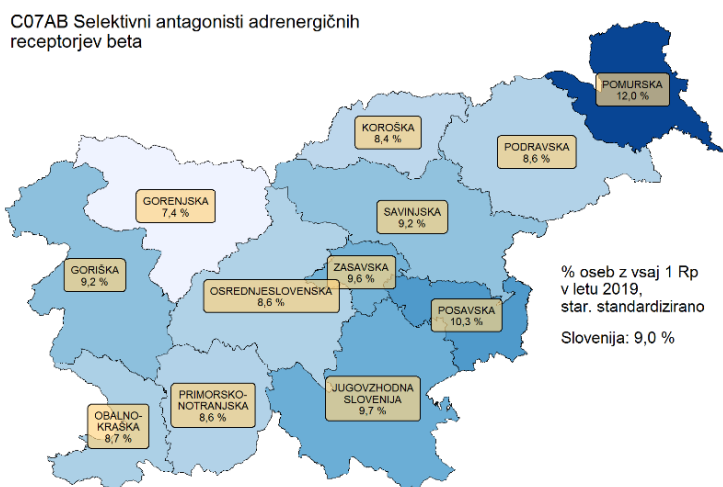 C07AB Selektivni antagonisti adrenergičnih
receptorjev beta
POMURSKA
12,0 %
KOROŠKA
8,4 %
PODRAVSKA
8,6 %
GORENJSKA
7,4 %
SAVINJSKA
9,2 %
GORIŠKA
9,2 %
ZASAVSKA
9,6 %
OSREDNJESLOVENSKA
8,6 %
POSAVSKA
10,3 %
% oseb z vsaj 1 Rp
v letu 2019,
star. standardizirano
Slovenija: 9,0 %
JUGOVZHODNA
SLOVENIJA
9,7 %
PRIMORSKO-
NOTRANJSKA
8,6 %
OBALNO-
KRAŠKA
8,7 %